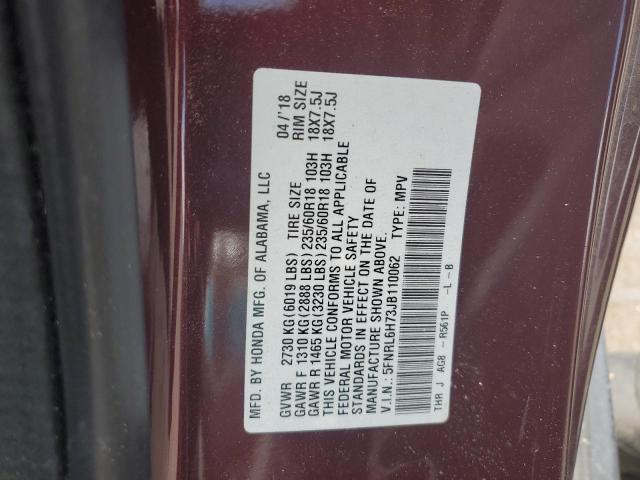 MFD. BY HONDA MFG. OF ALABAMA, LLC 04/'18
GVWR 2730 KG(6019 LBS) TIRE SIZE RIM SIZE
GAWR F 1310 KG(2888 LBS)235/60R18 103H 18X7.5J
GAWR R 1465 KG(3230 LBS)235/60R18 103H 18X7.5J
THIS VEHICLE CONFORMS TO ALL APPLICABLE
FEDERAL MOTOR VEHICLE SAFETY
STANDARDS IN EFFECT ON THE DATE OF
MANUFACTURE SHOWN ABOVE.
V.I.N.:5FNRL6H73JB110062 TYPE: MPV
THR J AG8 -R561P -L -B